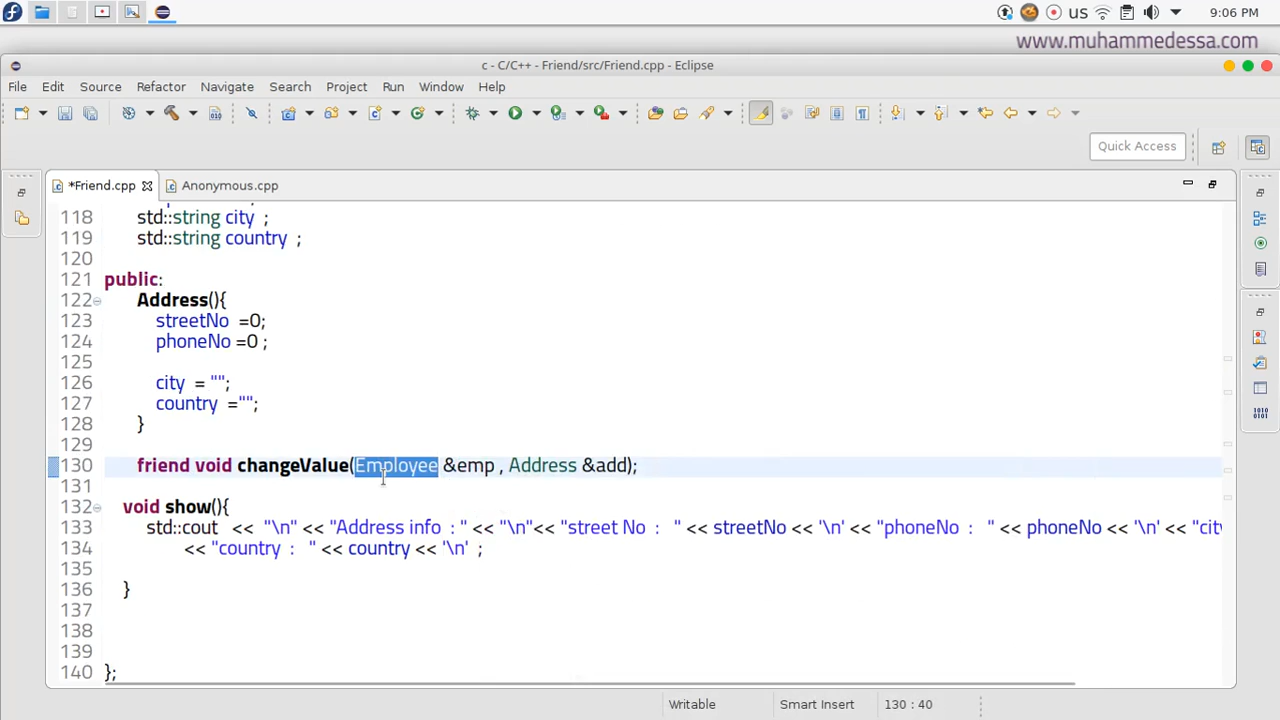 us
9:06 PM
www.muhammedessa.com
c - C/C++ - Friend/src/Friend.cpp - Eclipse
File Edit Source Refactor Navigate Search Project Run Window Help
Quick Access
*Friend.cpp Anonymous.cpp
118 std::string city ;
119 std::string country ;
120
121 public:
122 Address(){
123 streetNo =0;
124 phoneNo =0 ;
125
126 city = "";
127 country ="";
128 }
129
130 friend void changeValue(Employee &emp , Address &add);
131
132 void show(){
133 std::cout << "\n" << "Address info : " << "\n"<< "street No : " << streetNo << '\n' << "phoneNo : " << phoneNo << '\n' << "city
134 << "country : " << country << '\n' ;
135
136 }
137
138
139
140 };
Writable Smart Insert 130 : 40